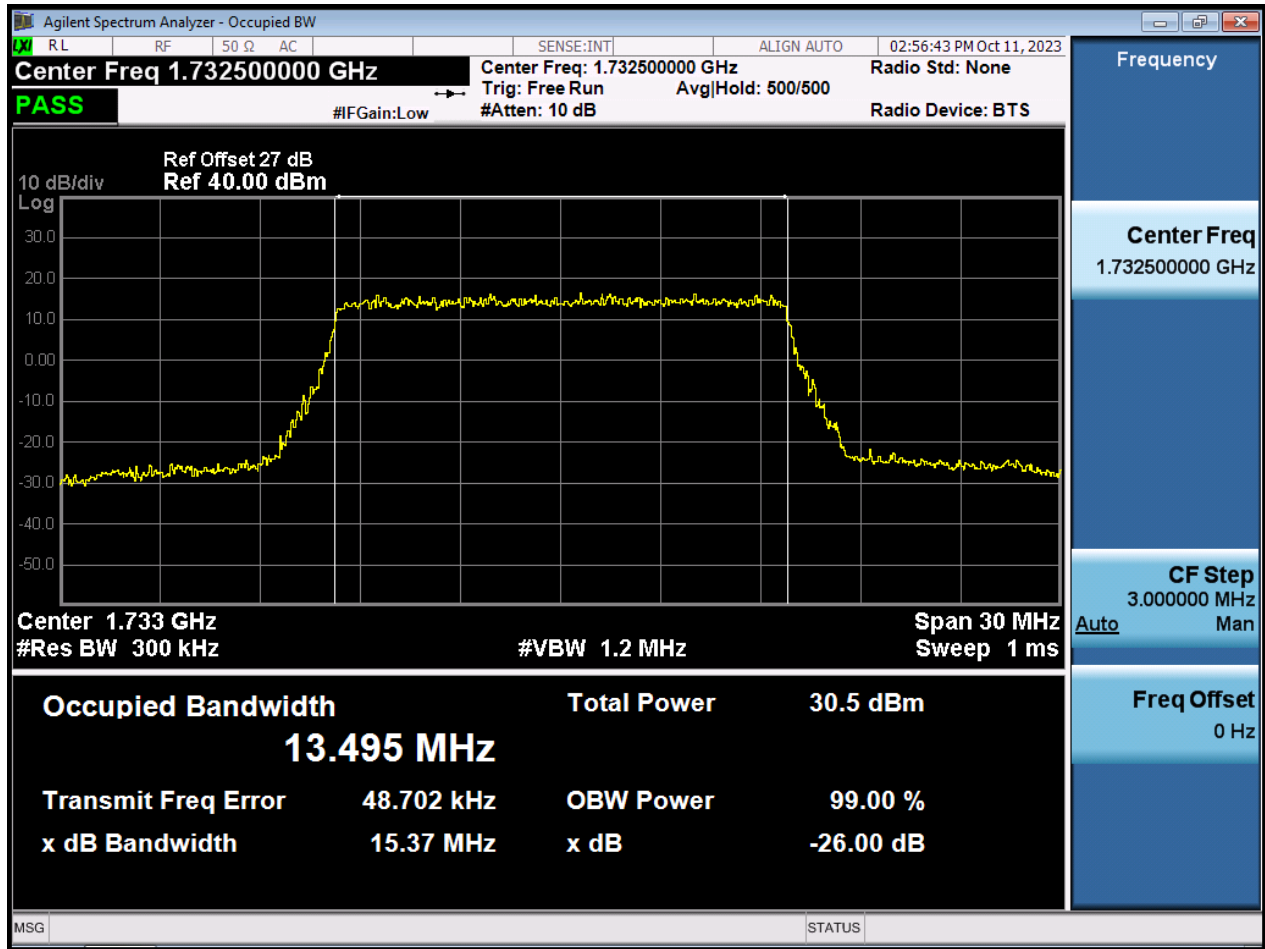 Agilent Spectrum Analyzer - Occupied BW
LXI RL RF 50 Ω AC SENSE:INT ALIGN AUTO 02:56:43 PM Oct 11, 2023
Center Freq 1.732500000 GHz
Center Freq: 1.732500000 GHz
Radio Std: None
Trig: Free Run Avg|Hold: 500/500
PASS
#IFGain:Low
#Atten: 10 dB
Radio Device: BTS
Ref Offset 27 dB
10 dB/div Ref 40.00 dBm
Log
30.0
20.0
10.0
0.00
-10.0
-20.0
-30.0
-40.0
-50.0
Center 1.733 GHz Span 30 MHz
#Res BW 300 kHz #VBW 1.2 MHz Sweep 1 ms
Occupied Bandwidth Total Power 30.5 dBm
13.495 MHz
Transmit Freq Error 48.702 kHz OBW Power 99.00 %
x dB Bandwidth 15.37 MHz x dB -26.00 dB
MSG STATUS
Frequency
Center Freq
1.732500000 GHz
CF Step
3.000000 MHz
Auto Man
Freq Offset
0 Hz